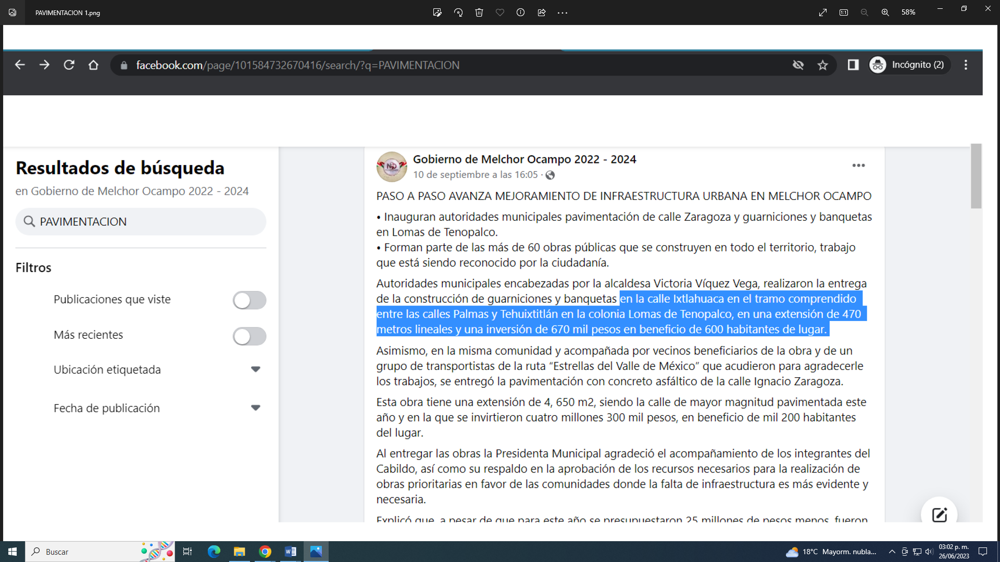 PAVIMENTACION 1.png
58%
facebook.com/page/101584732670416/search/?q=PAVIMENTACION
Incógnito (2)
Resultados de búsqueda
en Gobierno de Melchor Ocampo 2022 - 2024
PAVIMENTACION
Filtros
Publicaciones que viste
Más recientes
Ubicación etiquetada
Fecha de publicación
Gobierno de Melchor Ocampo 2022 - 2024
10 de septiembre a las 16:05 ·
PASO A PASO AVANZA MEJORAMIENTO DE INFRAESTRUCTURA URBANA EN MELCHOR OCAMPO
• Inauguran autoridades municipales pavimentación de calle Zaragoza y guarniciones y banquetas
en Lomas de Tenopalco.
• Forman parte de las más de 60 obras públicas que se construyen en todo el territorio, trabajo
que está siendo reconocido por la ciudadanía.
Autoridades municipales encabezadas por la alcaldesa Victoria Víquez Vega, realizaron la entrega
de la construcción de guarniciones y banquetas en la calle Ixtlahuaca en el tramo comprendido
entre las calles Palmas y Tehuixtitlán en la colonia Lomas de Tenopalco, en una extensión de 470
metros lineales y una inversión de 670 mil pesos en beneficio de 600 habitantes de lugar.
Asimismo, en la misma comunidad y acompañada por vecinos beneficiarios de la obra y de un
grupo de transportistas de la ruta “Estrellas del Valle de México” que acudieron para agradecerle
los trabajos, se entregó la pavimentación con concreto asfáltico de la calle Ignacio Zaragoza.
Esta obra tiene una extensión de 4, 650 m2, siendo la calle de mayor magnitud pavimentada este
año y en la que se invirtieron cuatro millones 300 mil pesos, en beneficio de mil 200 habitantes
del lugar.
Al entregar las obras la Presidenta Municipal agradeció el acompañamiento de los integrantes del
Cabildo, así como su respaldo en la aprobación de los recursos necesarios para la realización de
obras prioritarias en favor de las comunidades donde la falta de infraestructura es más evidente y
necesaria.
Explicó que, a pesar de que para este año se presupuestaron 25 millones de pesos menos, fueron
Buscar
18°C Mayorm. nubla...
03:02 p. m.
26/06/2023